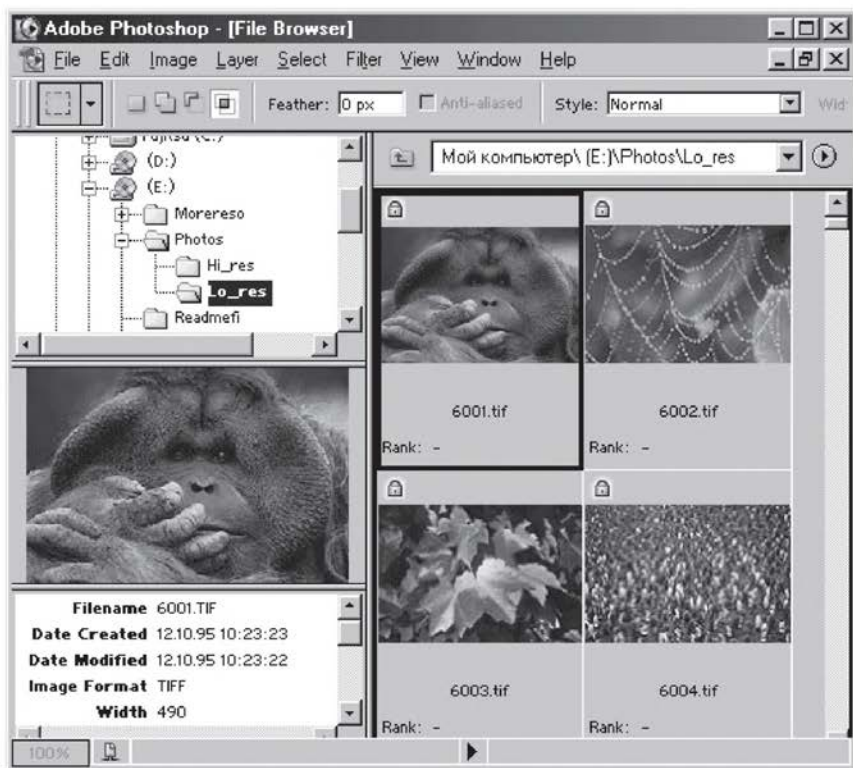 Adobe Photoshop - [File Browser]
File Edit Image Layer Select Filter View Window Help
Feather: 0 px Anti-aliased Style: Normal
(D:)
(E:)
Morereso
Photos
Hi_res
Lo_res
Readmefi
Filename 6001.TIF
Date Created 12.10.95 10:23:23
Date Modified 12.10.95 10:23:22
Image Format TIFF
Width 490
100%
Мой компьютер\ (E:)\Photos\Lo_res
6001.tif
Rank: -
6002.tif
Rank: -
6003.tif
Rank: -
6004.tif
Rank: -